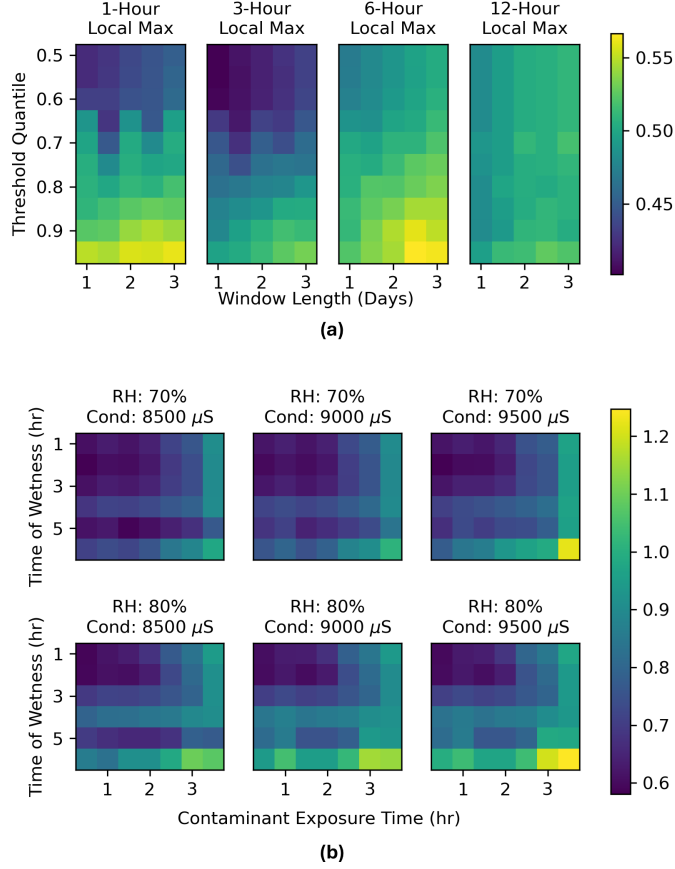 1-Hour
Local Max
3-Hour
Local Max
6-Hour
Local Max
12-Hour
Local Max
Threshold Quantile
0.5
0.6
0.7
0.8
0.9
1 2 3
1 2 3
1 2 3
1 2 3
Window Length (Days)
0.55
0.50
0.45
(a)
RH: 70%
Cond: 8500 μS
RH: 70%
Cond: 9000 μS
RH: 70%
Cond: 9500 μS
Time of Wetness (hr)
1
3
5
RH: 80%
Cond: 8500 μS
RH: 80%
Cond: 9000 μS
RH: 80%
Cond: 9500 μS
Time of Wetness (hr)
1
3
5
1 2 3
1 2 3
1 2 3
Contaminant Exposure Time (hr)
1.2
1.1
1.0
0.9
0.8
0.7
0.6
(b)